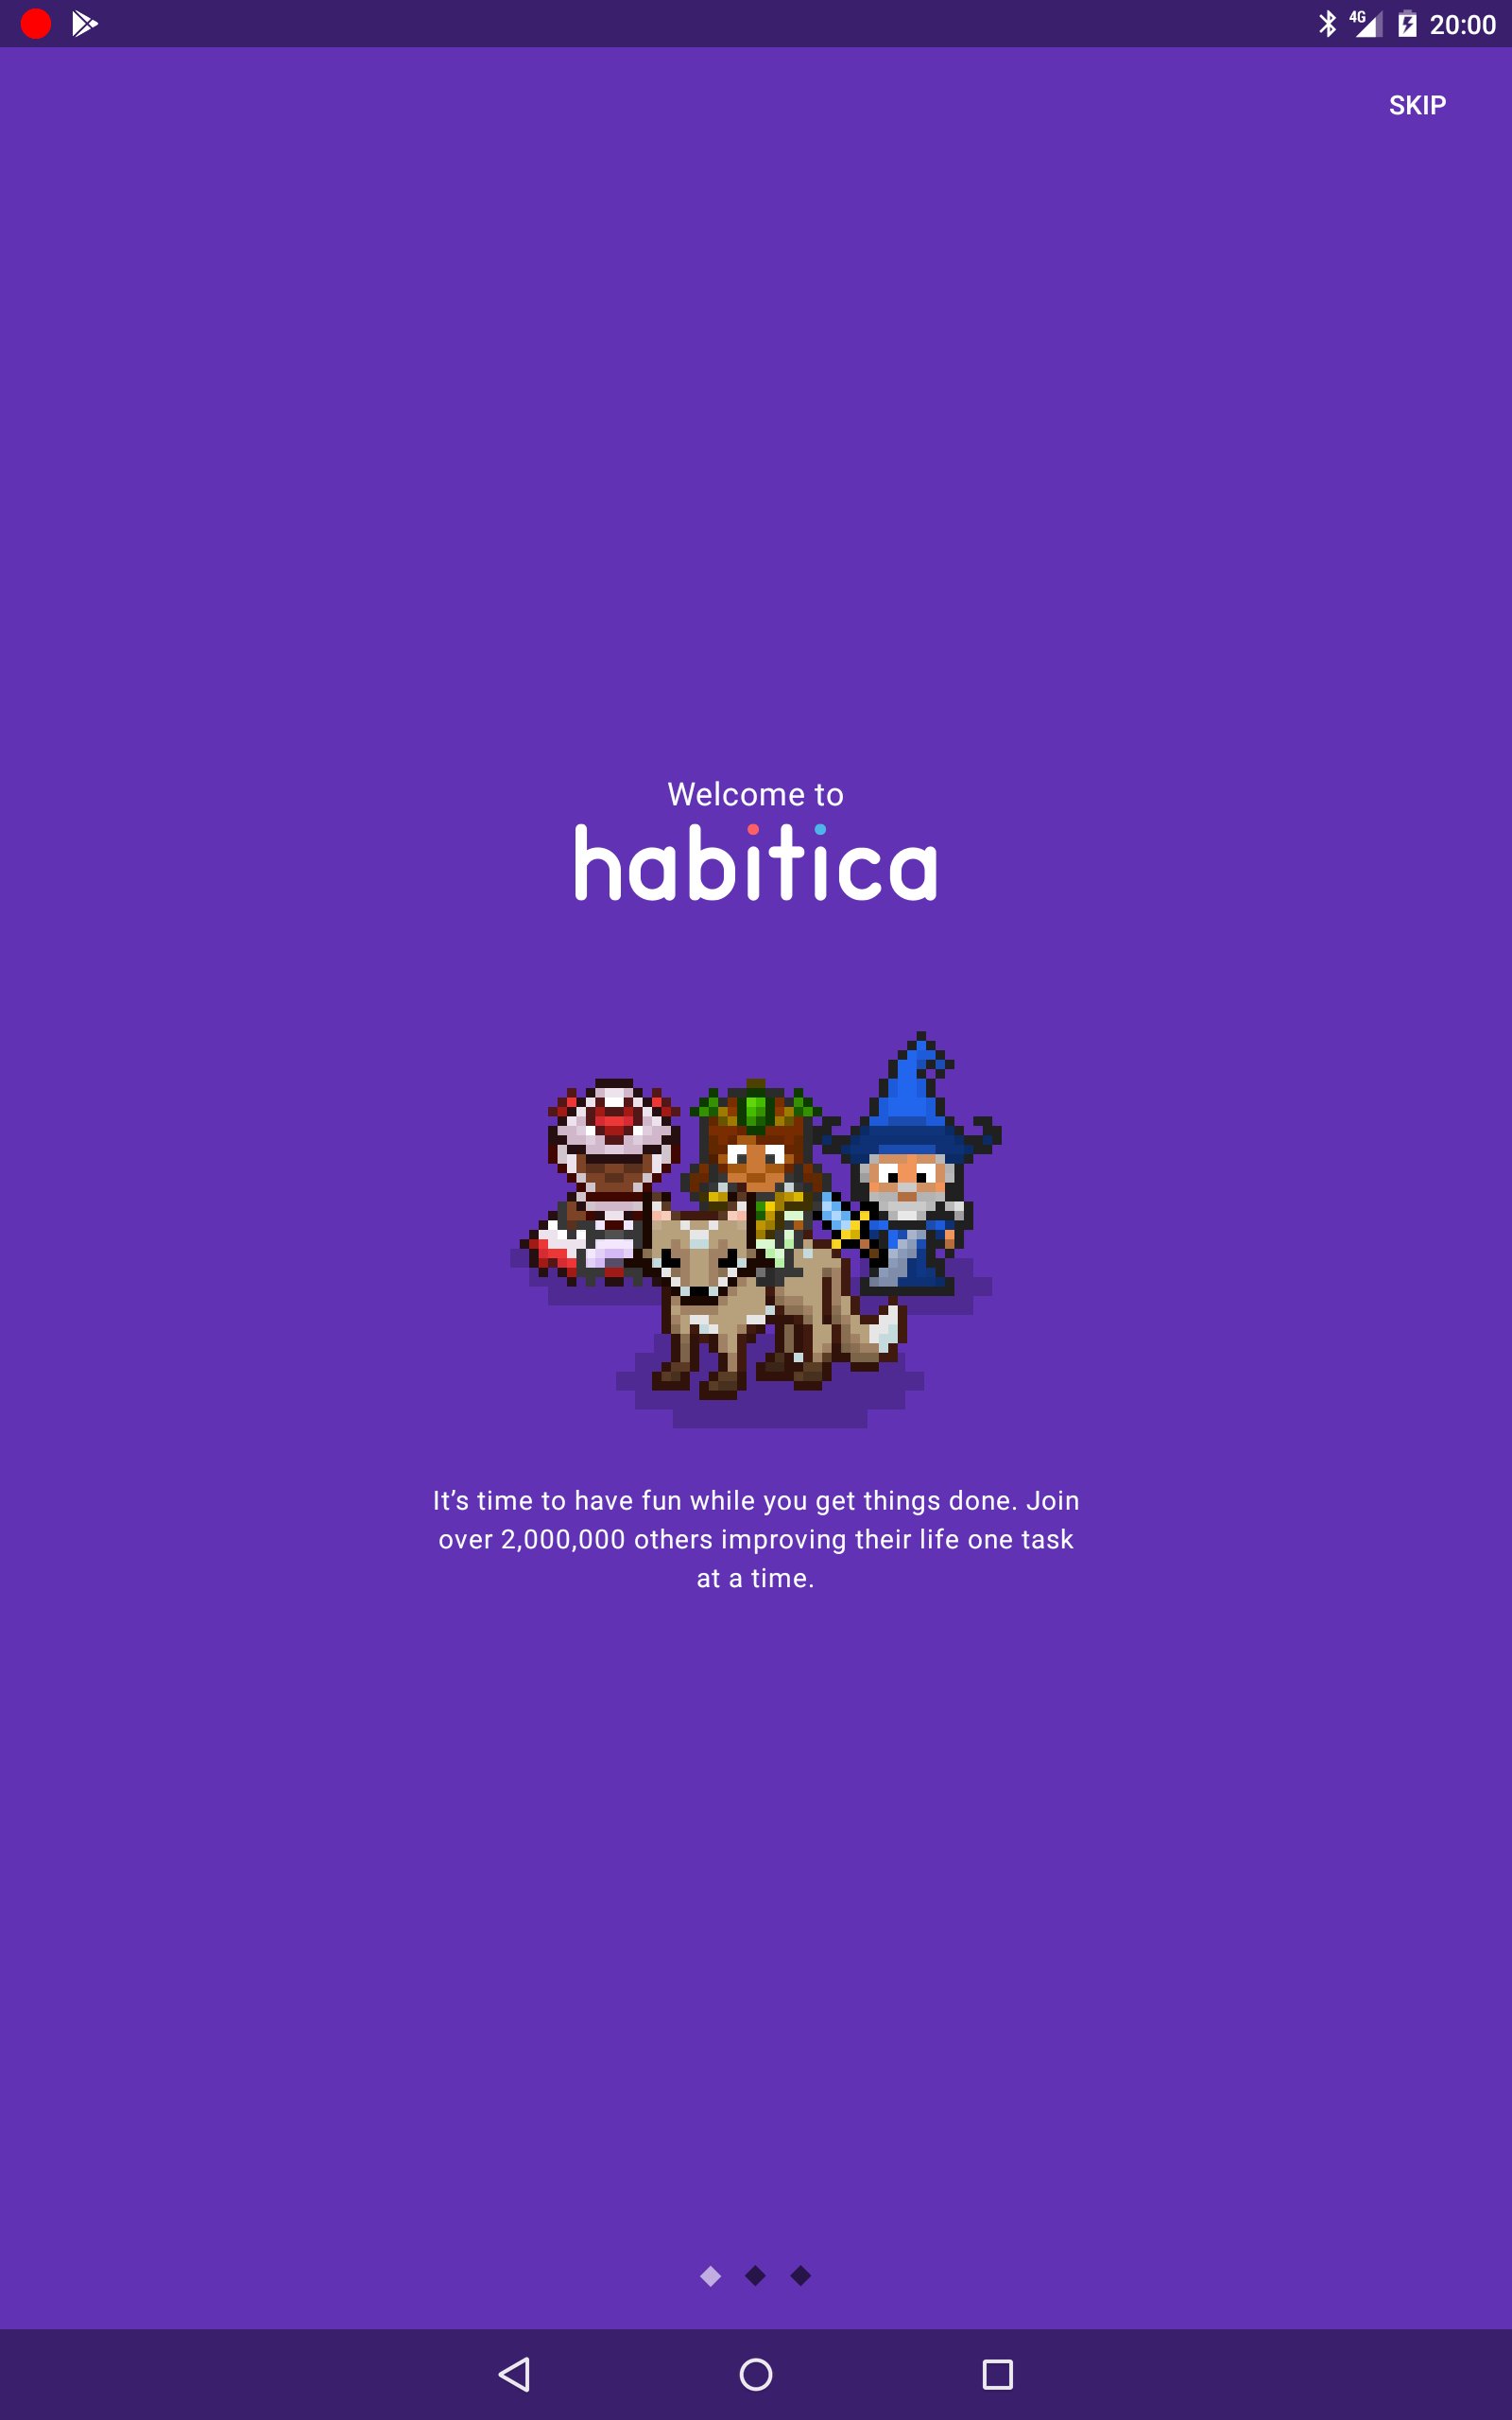 4G 20:00
SKIP
Welcome to
habitica
It’s time to have fun while you get things done. Join
over 2,000,000 others improving their life one task
at a time.